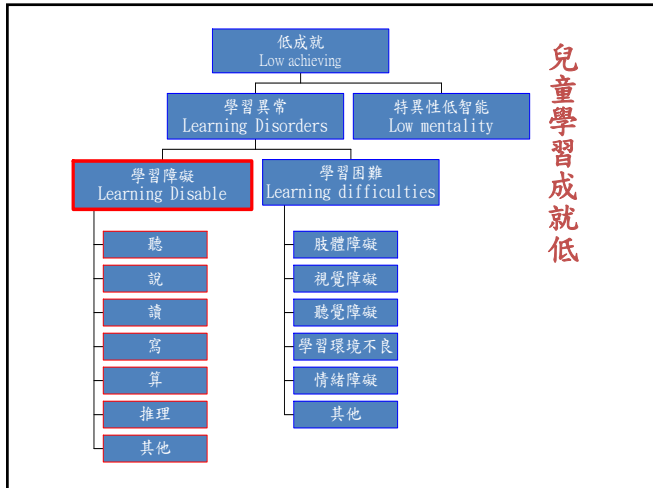 兒童學習成就低
低成就
Low achieving
學習異常
Learning Disorders
特異性低智能
Low mentality
學習障礙
Learning Disable
學習困難
Learning difficulties
聽
說
讀
寫
算
推理
其他
肢體障礙
視覺障礙
聽覺障礙
學習環境不良
情緒障礙
其他